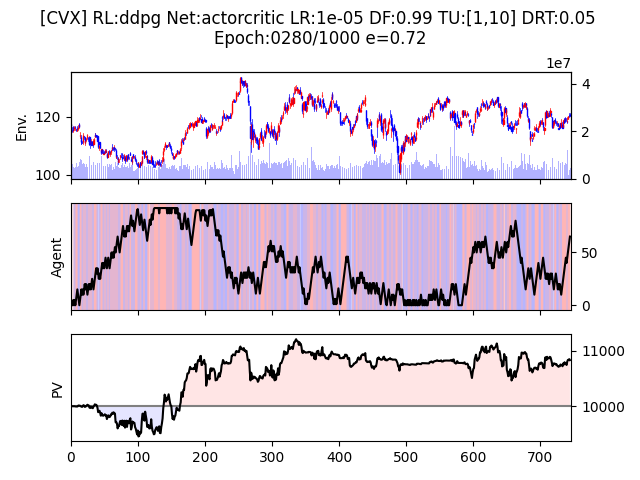 [CVX] RL:ddpg Net:actorcritic LR:1e-05 DF:0.99 TU:[1,10] DRT:0.05
Epoch:0280/1000 e=0.72
1e7
Env.
120
100
4
2
0
Agent
50
0
PV
11000
10000
0 100 200 300 400 500 600 700